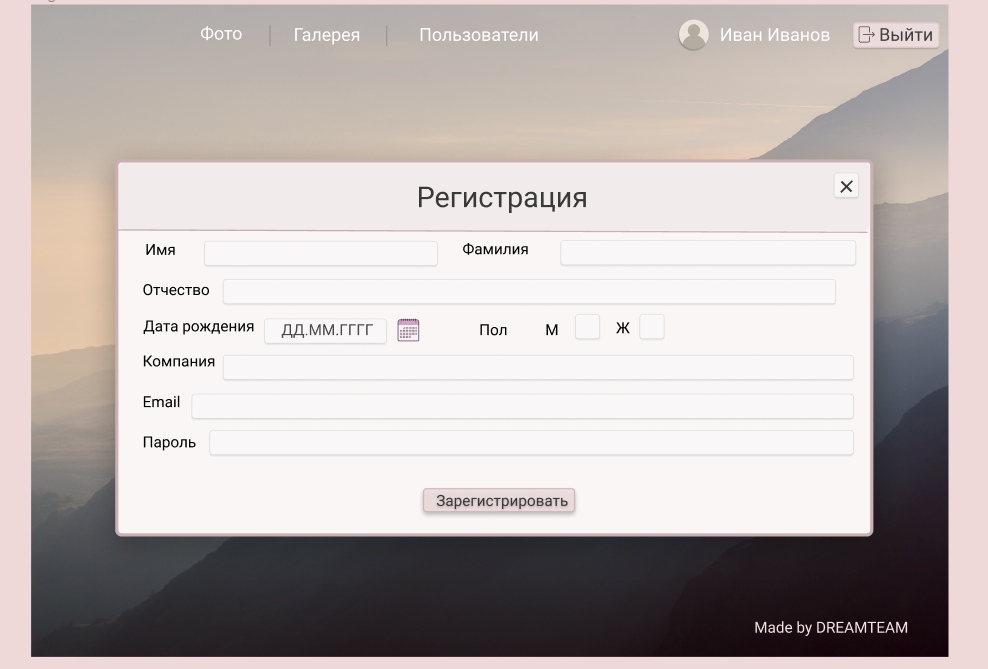 Фото | Галерея | Пользователи Иван Иванов Выйти
Регистрация
Имя Фамилия
Отчество
Дата рождения ДД.ММ.ГГГГ Пол М Ж
Компания
Email
Пароль
Зарегистрировать
Made by DREAMTEAM